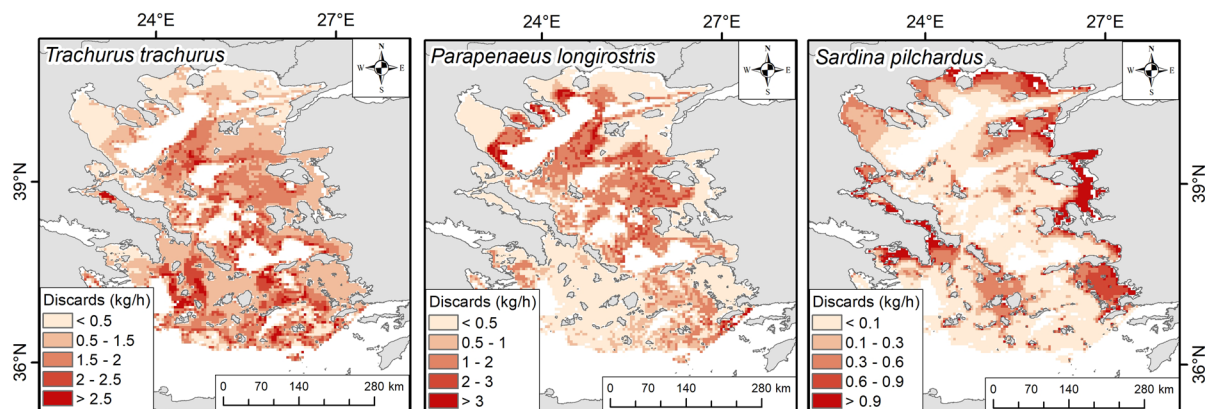 24°E 27°E 24°E 27°E 24°E 27°E
Trachurus trachurus
N
W E
S
39°N
36°N
Discards (kg/h)
< 0.5
0.5 - 1.5
1.5 - 2
2 - 2.5
> 2.5
0 70 140 280 km
Parapenaeus longirostris
N
W E
S
Discards (kg/h)
< 0.5
0.5 - 1
1 - 2
2 - 3
> 3
0 70 140 280 km
Sardina pilchardus
N
W E
S
39°N
36°N
Discards (kg/h)
< 0.1
0.1 - 0.3
0.3 - 0.6
0.6 - 0.9
> 0.9
0 70 140 280 km